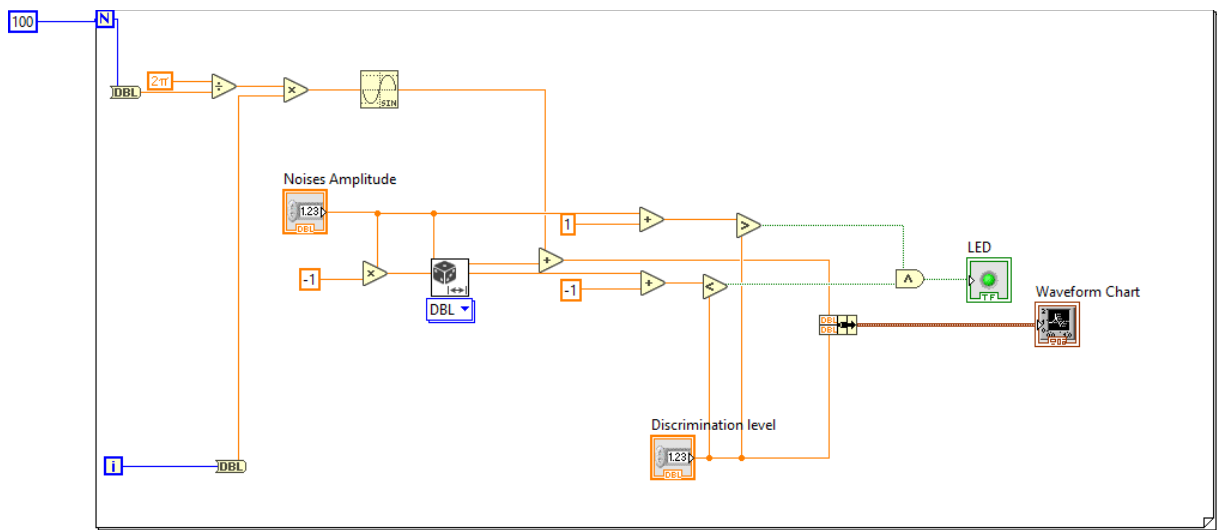 100
N
DBL
2π
÷
×
SIN
Noises Amplitude
1.23
DBL
-1
×
DBL
1
+
>
+
-1
+
<
∧
LED
TF
Waveform Chart
DBL
DBL
Discrimination level
1.23
DBL
i
DBL